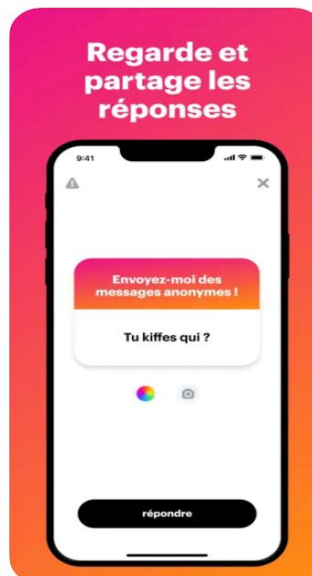 Regarde et
partage les
réponses
9:41
Envoyez-moi des
messages anonymes !
Tu kiffes qui ?
répondre